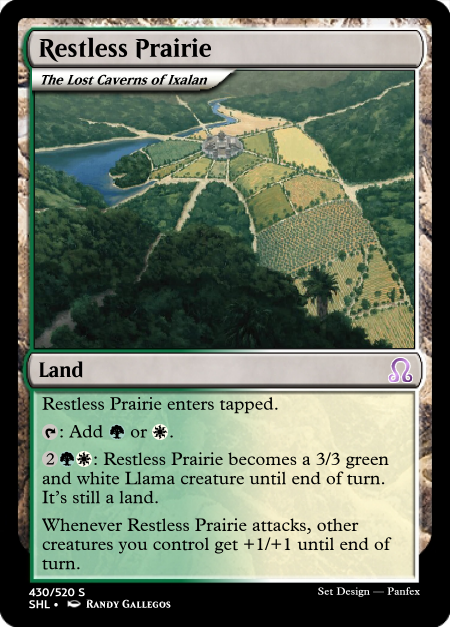 Restless Prairie
The Lost Caverns of Ixalan
Land
Restless Prairie enters tapped.
: Add or .
2 : Restless Prairie becomes a 3/3 green
and white Llama creature until end of turn.
It's still a land.
Whenever Restless Prairie attacks, other
creatures you control get +1/+1 until end of
turn.
430/520 S
Set Design — Panfex
SHL • Randy Gallegos